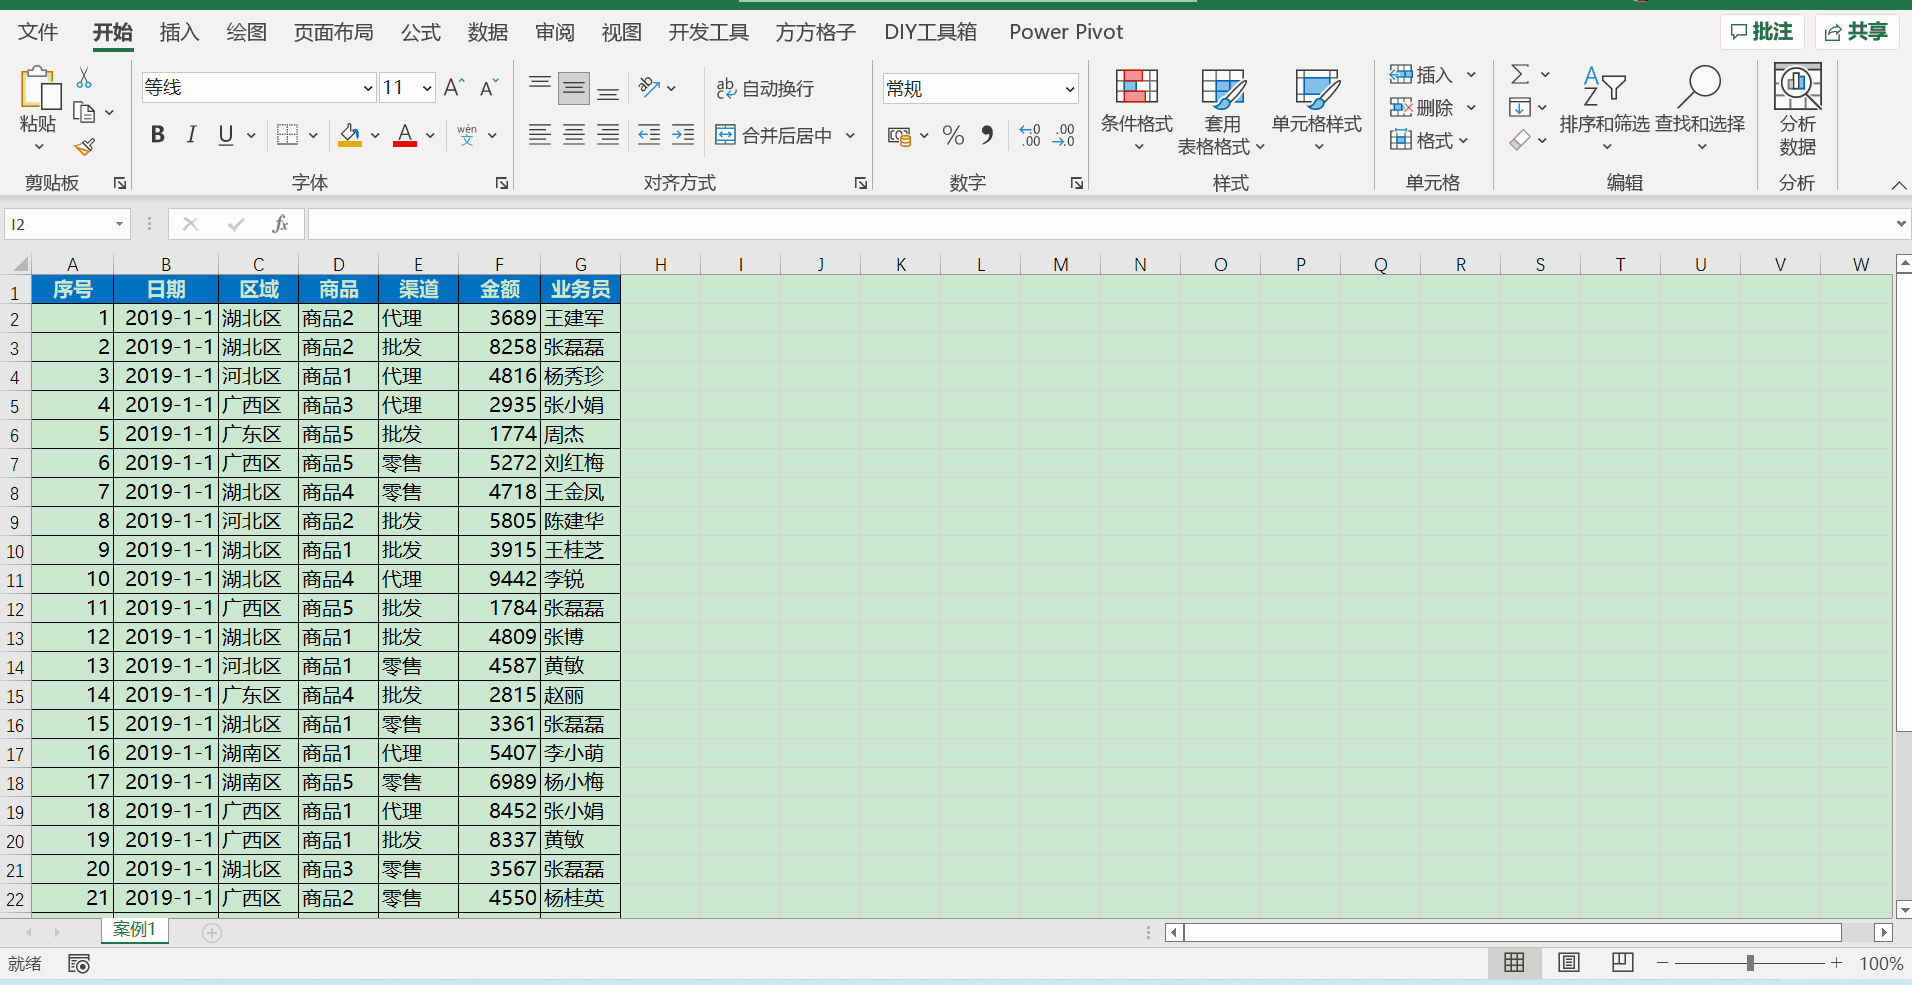 文件 开始 插入 绘图 页面布局 公式 数据 审阅 视图 开发工具 方方格子 DIY工具箱 Power Pivot 批注 共享
粘贴 等线 11 A A 自动换行 常规 条件格式 套用 表格格式 单元格样式 插入 删除 格式 排序和筛选 查找和选择 分析 数据
B I U A wén 文 合并后居中 % .00
剪贴板 字体 对齐方式 数字 样式 单元格 编辑 分析
I2 fx
A B C D E F G H I J K L M N O P Q R S T U V W
1 序号 日期 区域 商品 渠道 金额 业务员
2 1 2019-1-1 湖北区 商品2 代理 3689 王建军
3 2 2019-1-1 湖北区 商品2 批发 8258 张磊磊
4 3 2019-1-1 河北区 商品1 代理 4816 杨秀珍
5 4 2019-1-1 广西区 商品3 代理 2935 张小娟
6 5 2019-1-1 广东区 商品5 批发 1774 周杰
7 6 2019-1-1 广西区 商品5 零售 5272 刘红梅
8 7 2019-1-1 湖北区 商品4 零售 4718 王金凤
9 8 2019-1-1 河北区 商品2 批发 5805 陈建华
10 9 2019-1-1 湖北区 商品1 批发 3915 王桂芝
11 10 2019-1-1 湖北区 商品4 代理 9442 李锐
12 11 2019-1-1 广西区 商品5 批发 1784 张磊磊
13 12 2019-1-1 湖北区 商品1 批发 4809 张博
14 13 2019-1-1 河北区 商品1 零售 4587 黄敏
15 14 2019-1-1 广东区 商品4 批发 2815 赵丽
16 15 2019-1-1 湖北区 商品1 零售 3361 张磊磊
17 16 2019-1-1 湖南区 商品1 代理 5407 李小萌
18 17 2019-1-1 湖南区 商品5 零售 6989 杨小梅
19 18 2019-1-1 广西区 商品1 代理 8452 张小娟
20 19 2019-1-1 广西区 商品1 批发 8337 黄敏
21 20 2019-1-1 湖北区 商品3 零售 3567 张磊磊
22 21 2019-1-1 广西区 商品2 零售 4550 杨桂英
案例1
就绪 100%